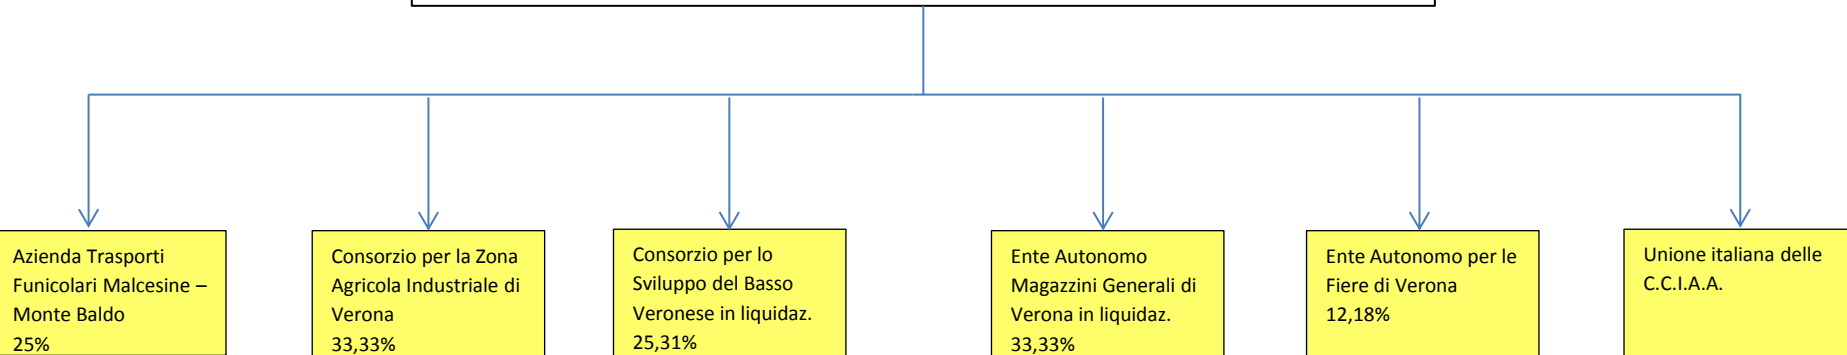 Azienda Trasporti
Funicolari Malcesine –
Monte Baldo
25%
Consorzio per la Zona
Agricola Industriale di
Verona
33,33%
Consorzio per lo
Sviluppo del Basso
Veronese in liquidaz.
25,31%
Ente Autonomo
Magazzini Generali di
Verona in liquidaz.
33,33%
Ente Autonomo per le
Fiere di Verona
12,18%
Unione italiana delle
C.C.I.A.A.